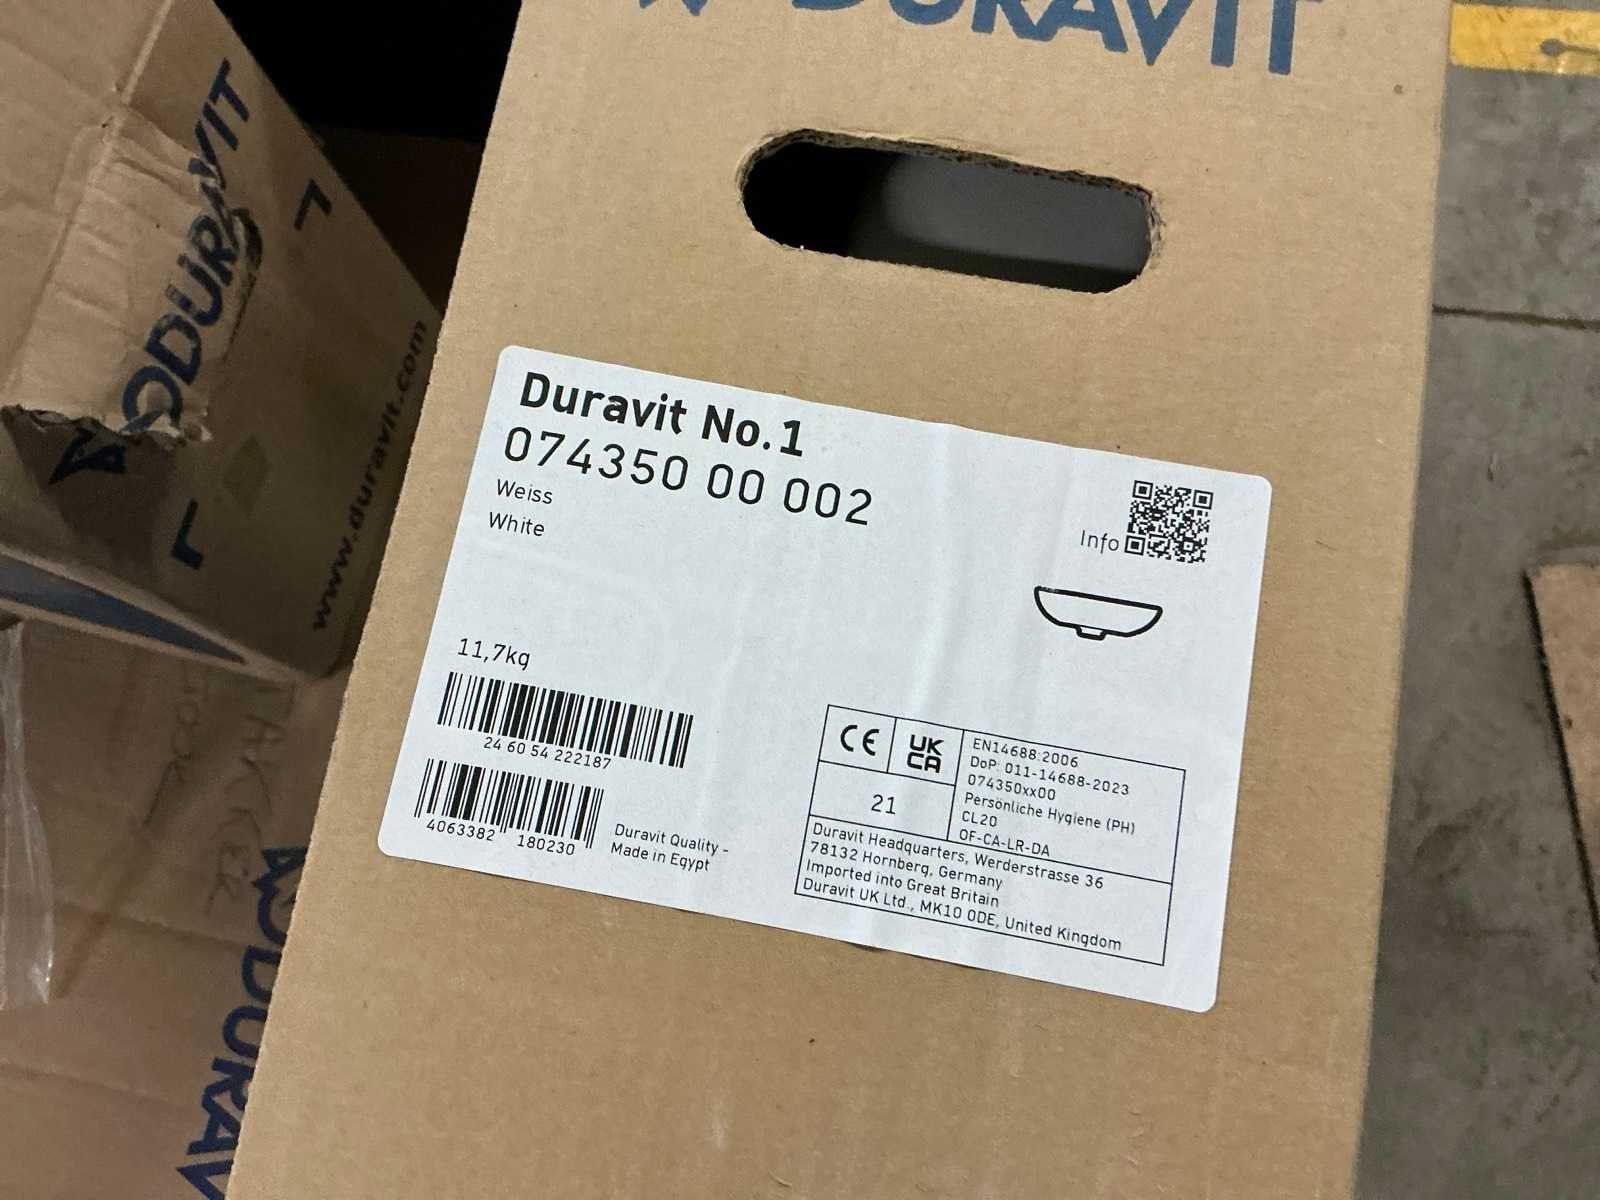 DURAVIT
DURAVIT
www.duravit.com
Duravit No.1
074350 00 002
Weiss
White
Info
11,7kg
24 60 54 222187
4063382 180230
Duravit Quality -
Made in Egypt
CE
UK
CA
21
EN14688:2006
DoP: 011-14688-2023
074350xx00
Persönliche Hygiene (PH)
CL20
OF-CA-LR-DA
Duravit Headquarters, Werderstrasse 36
78132 Hornberg, Germany
Imported into Great Britain
Duravit UK Ltd., MK10 0DE, United Kingdom
DURAV